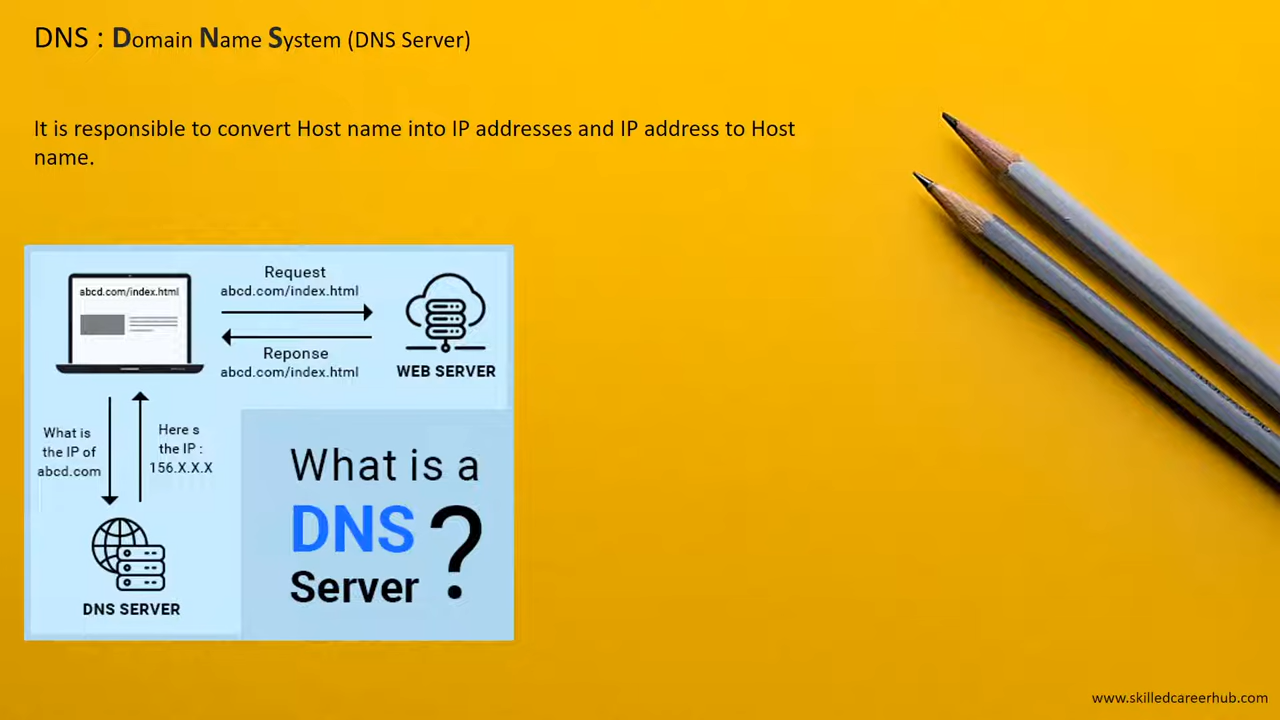 DNS : Domain Name System (DNS Server)
It is responsible to convert Host name into IP addresses and IP address to Host
name.
abcd.com/index.html
Request
abcd.com/index.html
Reponse
abcd.com/index.html
WEB SERVER
What is
the IP of
abcd.com
Here s
the IP :
156.X.X.X
DNS SERVER
What is a
DNS
Server ?
www.skilledcareerhub.com